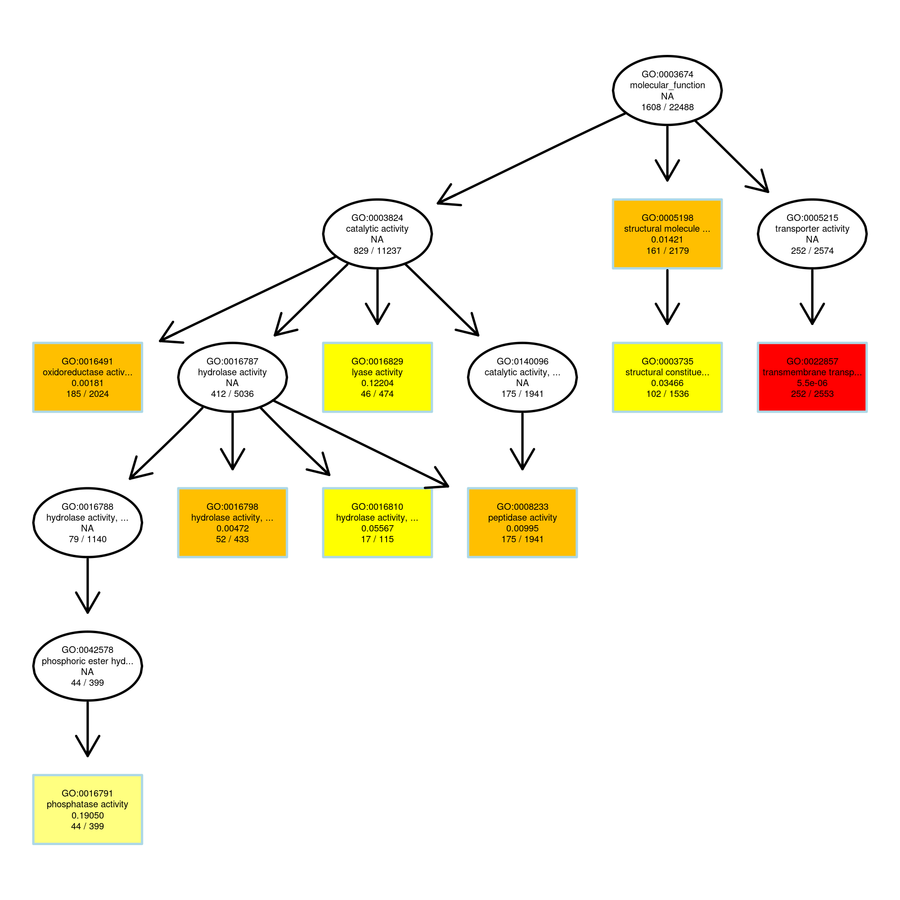 GO:0003674
molecular_function
NA
1608 / 22488
GO:0003824
catalytic activity
NA
829 / 11237
GO:0005198
structural molecule ...
0.01421
161 / 2179
GO:0005215
transporter activity
NA
252 / 2574
GO:0016491
oxidoreductase activ...
0.00181
185 / 2024
GO:0016787
hydrolase activity
NA
412 / 5036
GO:0016829
lyase activity
0.12204
46 / 474
GO:0140096
catalytic activity, ...
NA
175 / 1941
GO:0003735
structural constitue...
0.03466
102 / 1536
GO:0022857
transmembrane transp...
5.5e-06
252 / 2553
GO:0016788
hydrolase activity, ...
NA
79 / 1140
GO:0016798
hydrolase activity, ...
0.00472
52 / 433
GO:0016810
hydrolase activity, ...
0.05567
17 / 115
GO:0008233
peptidase activity
0.00995
175 / 1941
GO:0042578
phosphoric ester hyd...
NA
44 / 399
GO:0016791
phosphatase activity
0.19050
44 / 399